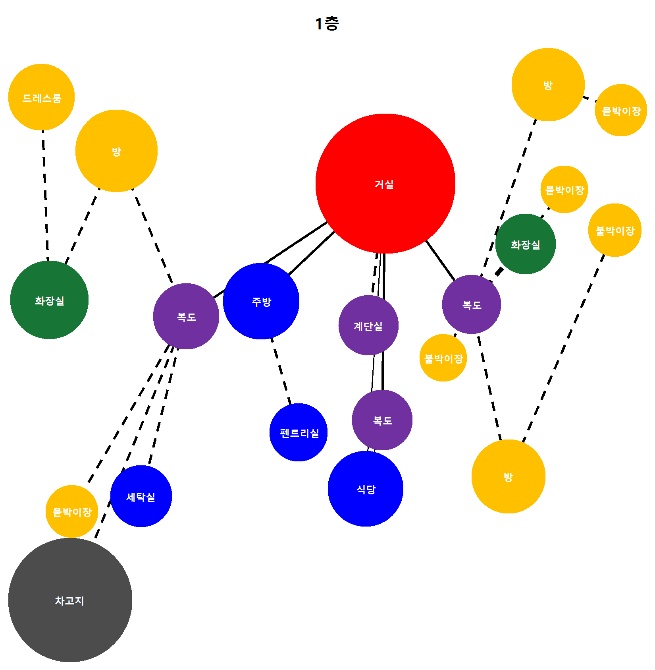 1층
드레스룸
방
거실
방
붙박이장
붙박이장
붙박이장
화장실
화장실
복도
주방
계단실
복도
붙박이장
펜트리실
복도
식당
방
붙박이장
세탁실
차고지